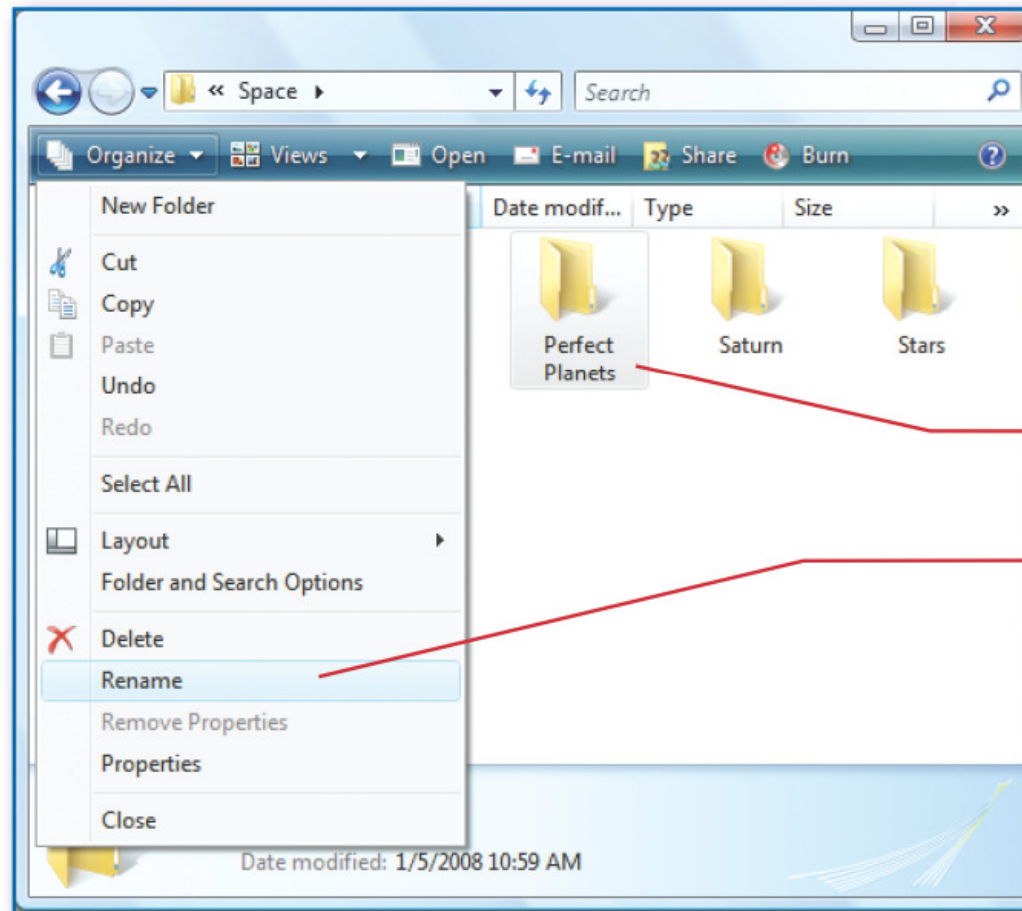 « Space
Search
Organize Views Open E-mail Share Burn
New Folder
Cut
Copy
Paste
Undo
Redo
Select All
Layout
Folder and Search Options
Delete
Rename
Remove Properties
Properties
Close
Date modif... Type Size »
Perfect
Planets
Saturn
Stars
Date modified: 1/5/2008 10:59 AM